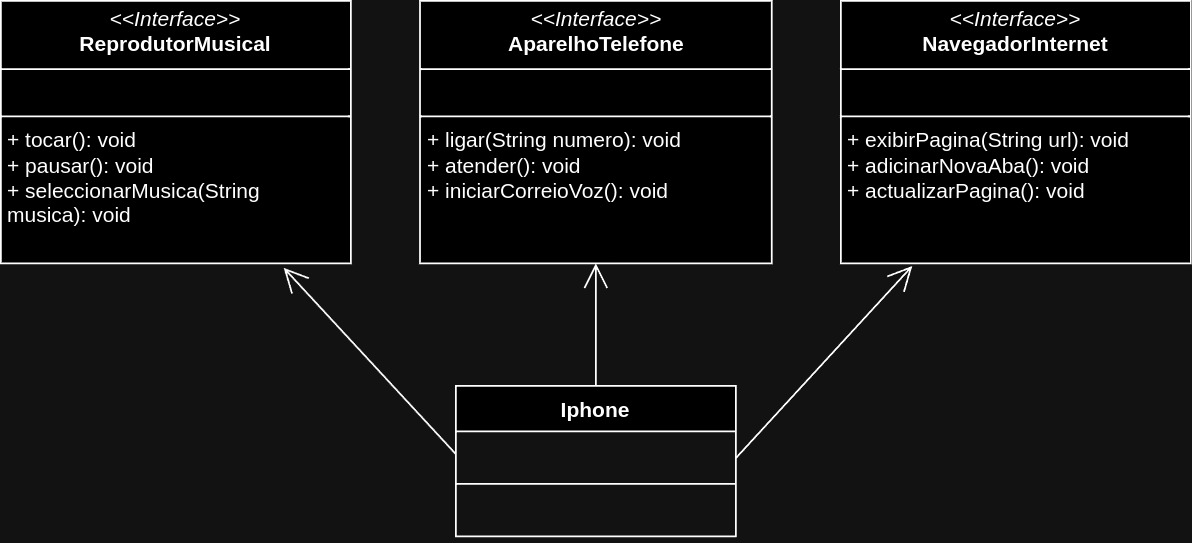 <<Interface>>
ReprodutorMusical
+ tocar(): void
+ pausar(): void
+ seleccionarMusica(String
musica): void
<<Interface>>
AparelhoTelefone
+ ligar(String numero): void
+ atender(): void
+ iniciarCorreioVoz(): void
<<Interface>>
NavegadorInternet
+ exibirPagina(String url): void
+ adicinarNovaAba(): void
+ actualizarPagina(): void
Iphone